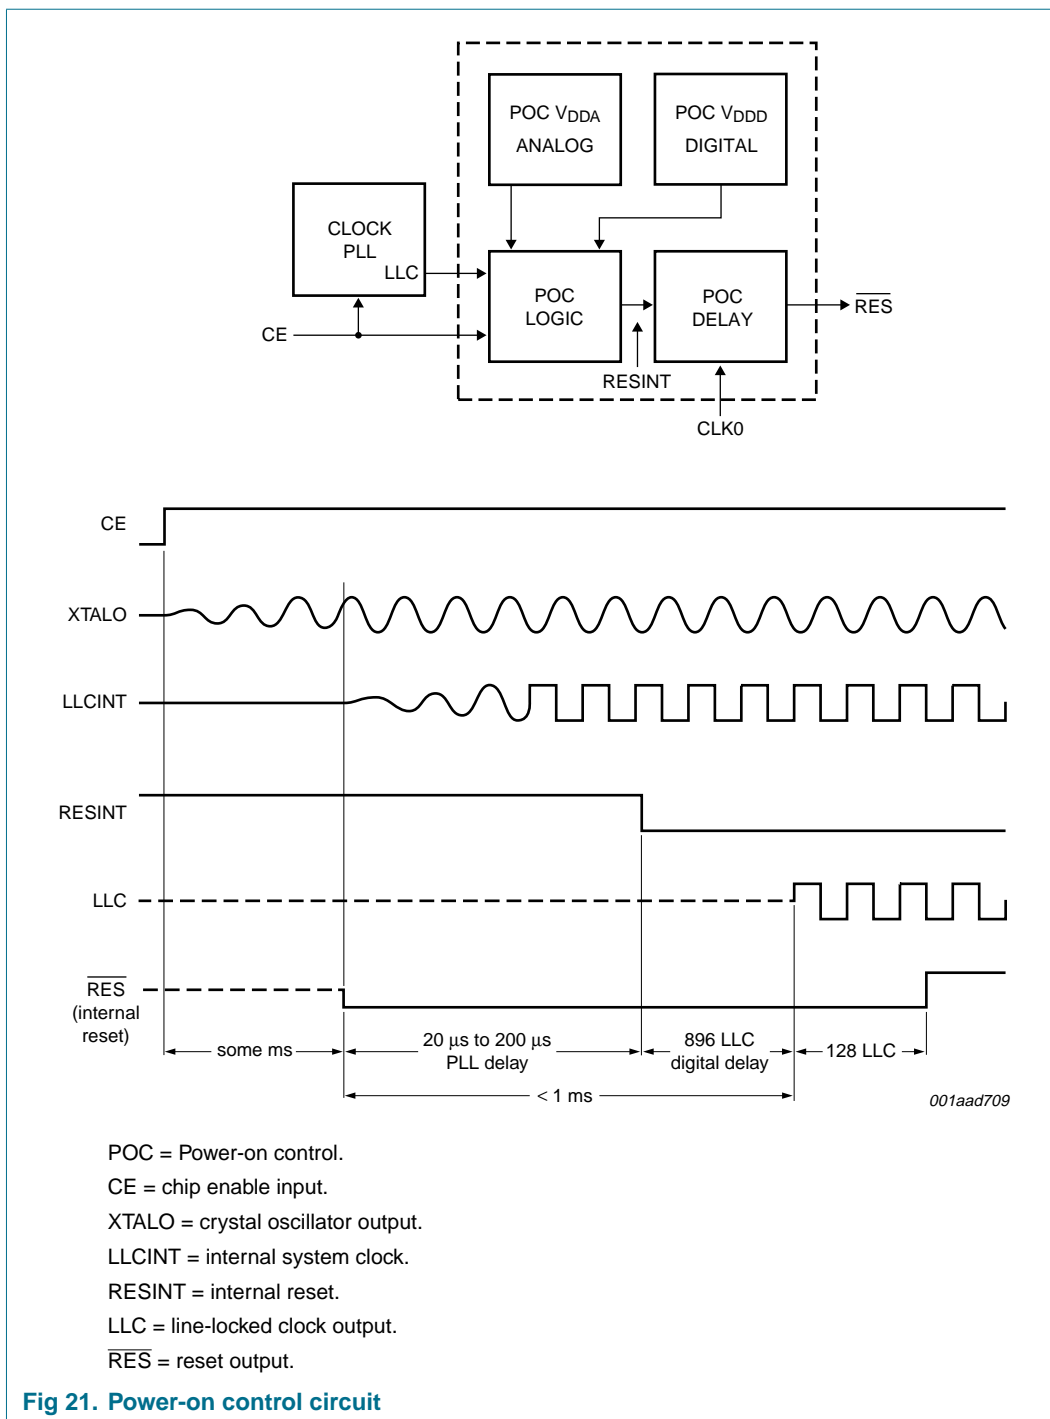 POC VDDA
ANALOG
POC VDDD
DIGITAL
CLOCK
PLL
LLC
POC
LOGIC
POC
DELAY
RES
CE
RESINT
CLK0
CE
XTALO
LLCINT
RESINT
LLC
RES
(internal
reset)
some ms
20 μs to 200 μs
PLL delay
896 LLC
digital delay
128 LLC
< 1 ms
001aad709
POC = Power-on control.
CE = chip enable input.
XTALO = crystal oscillator output.
LLCINT = internal system clock.
RESINT = internal reset.
LLC = line-locked clock output.
RES = reset output.
Fig 21. Power-on control circuit